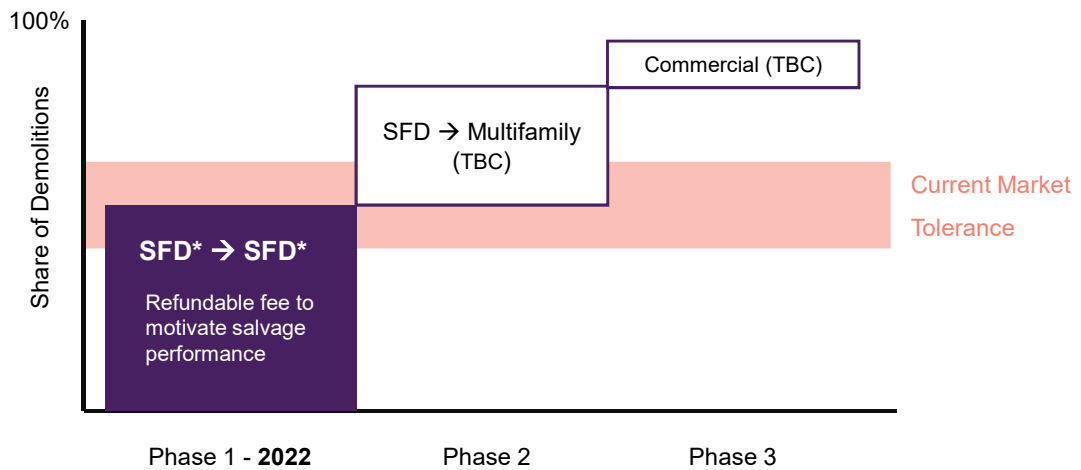 100%
Share of Demolitions
Commercial (TBC)
SFD → Multifamily
(TBC)
Current Market
Tolerance
SFD* → SFD*
Refundable fee to
motivate salvage
performance
Phase 1 - 2022
Phase 2
Phase 3